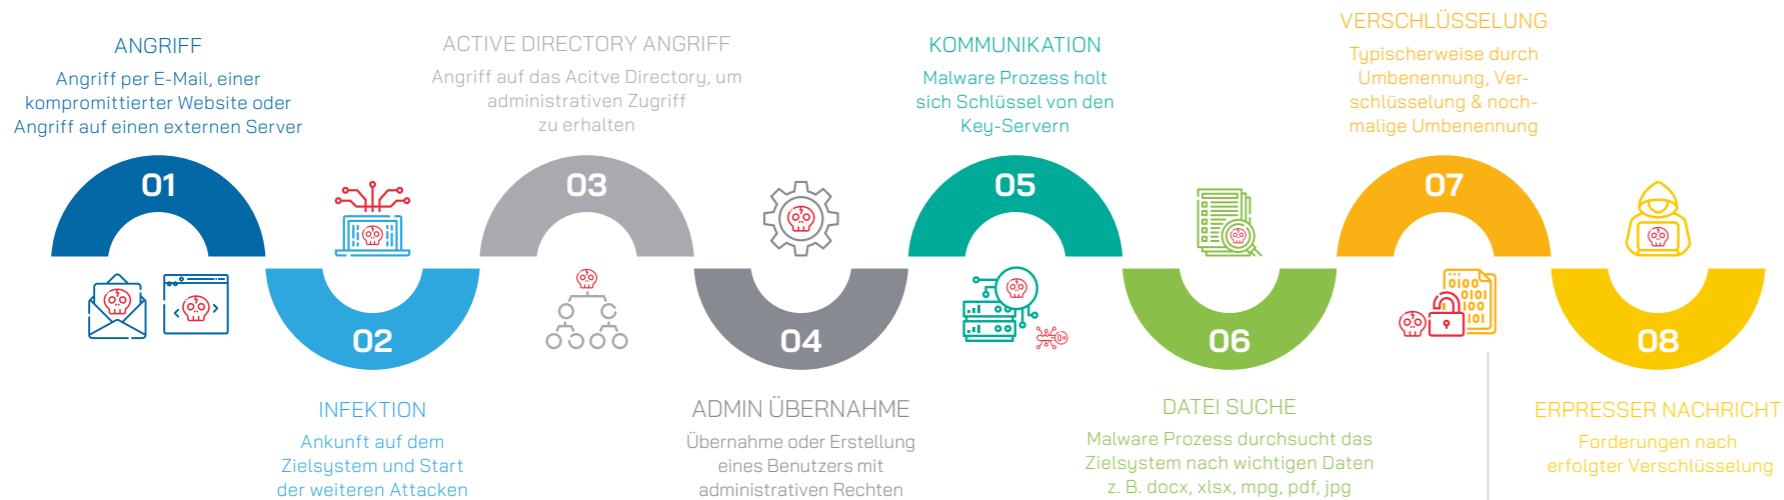 ANGRIFF
Angriff per E-Mail, einer
kompromittierter Website oder
Angriff auf einen externen Server
01
02
INFEKTION
Ankunft auf dem
Zielsystem und Start
der weiteren Attacken
ACTIVE DIRECTORY ANGRIFF
Angriff auf das Acitve Directory, um
administrativen Zugriff
zu erhalten
03
04
ADMIN ÜBERNAHME
Übernahme oder Erstellung
eines Benutzers mit
administrativen Rechten
KOMMUNIKATION
Malware Prozess holt
sich Schlüssel von den
Key-Servern
05
06
DATEI SUCHE
Malware Prozess durchsucht das
Zielsystem nach wichtigen Daten
z. B. docx, xlsx, mpg, pdf, jpg
VERSCHLÜSSELUNG
Typischerweise durch
Umbenennung, Ver-
schlüsselung & noch-
malige Umbenennung
07
0100
0101
08
ERPRESSER NACHRICHT
Forderungen nach
erfolgter Verschlüsselung